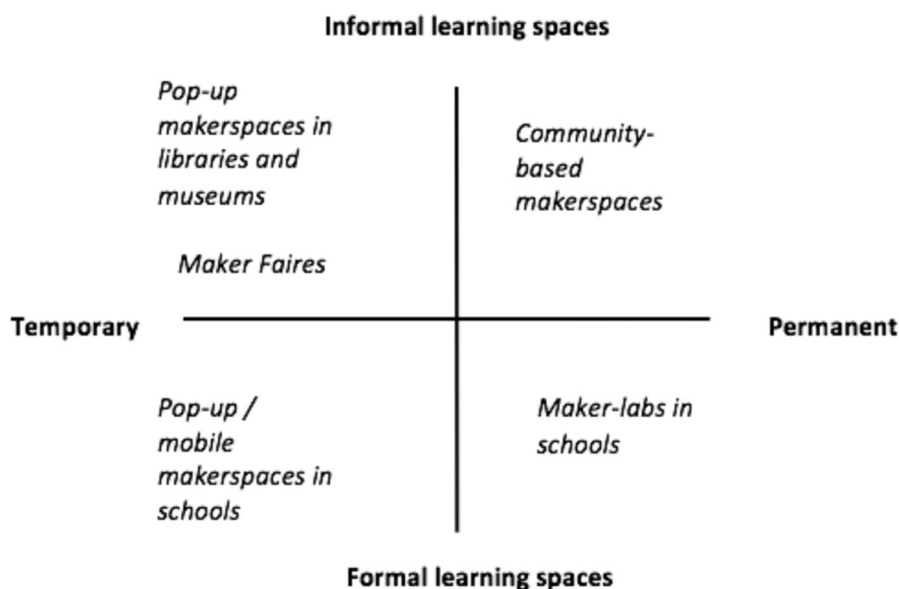 Informal learning spaces
Pop-up
makerspaces in
libraries and
museums
Community-
based
makerspaces
Maker Faires
Temporary
Permanent
Pop-up /
mobile
makerspaces in
schools
Maker-labs in
schools
Formal learning spaces